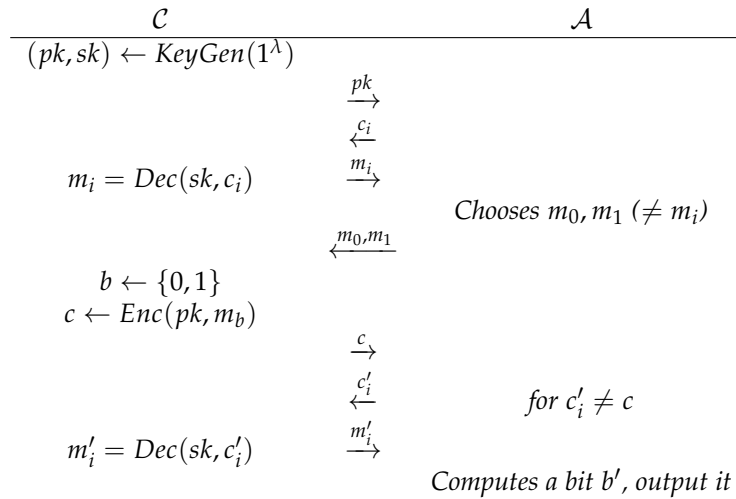 𝒞 𝒜
(pk, sk) ← KeyGen(1^λ)
pk →
c_i ←
m_i = Dec(sk, c_i) m_i →
Chooses m_0, m_1 (≠ m_i)
m_0,m_1 ←
b ← {0, 1}
c ← Enc(pk, m_b)
c →
c'_i ← for c'_i ≠ c
m'_i = Dec(sk, c'_i) m'_i →
Computes a bit b', output it